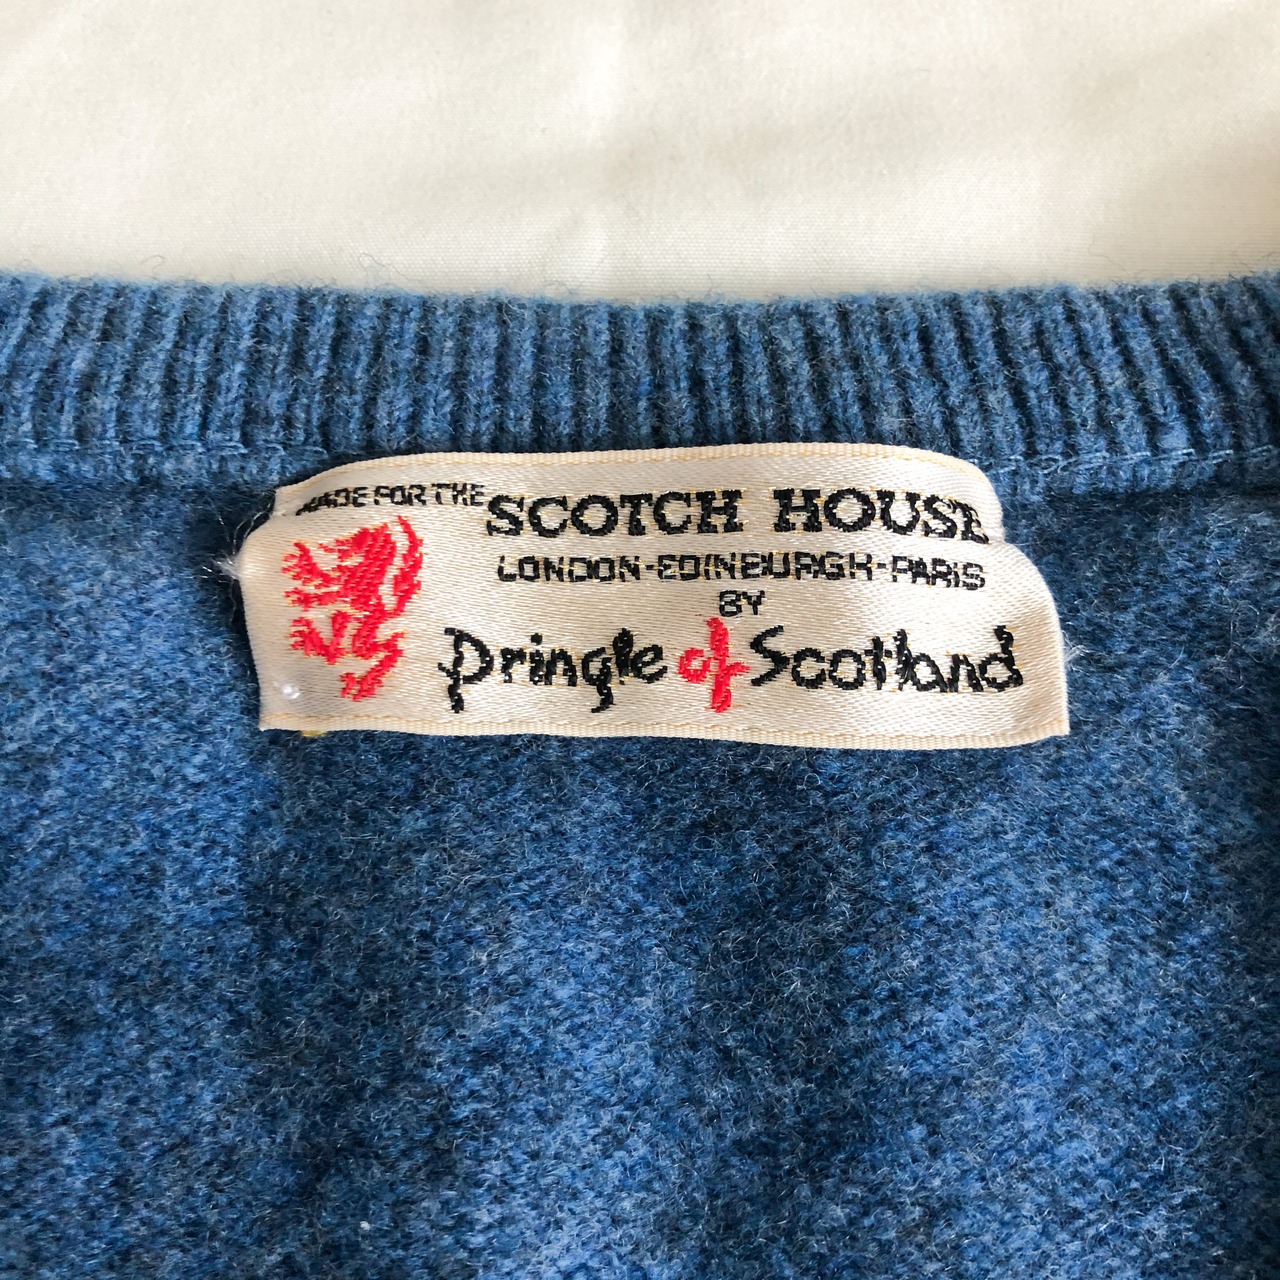 MADE FOR THE SCOTCH HOUSE
LONDON-EDINBURGH-PARIS
BY
Pringle of Scotland